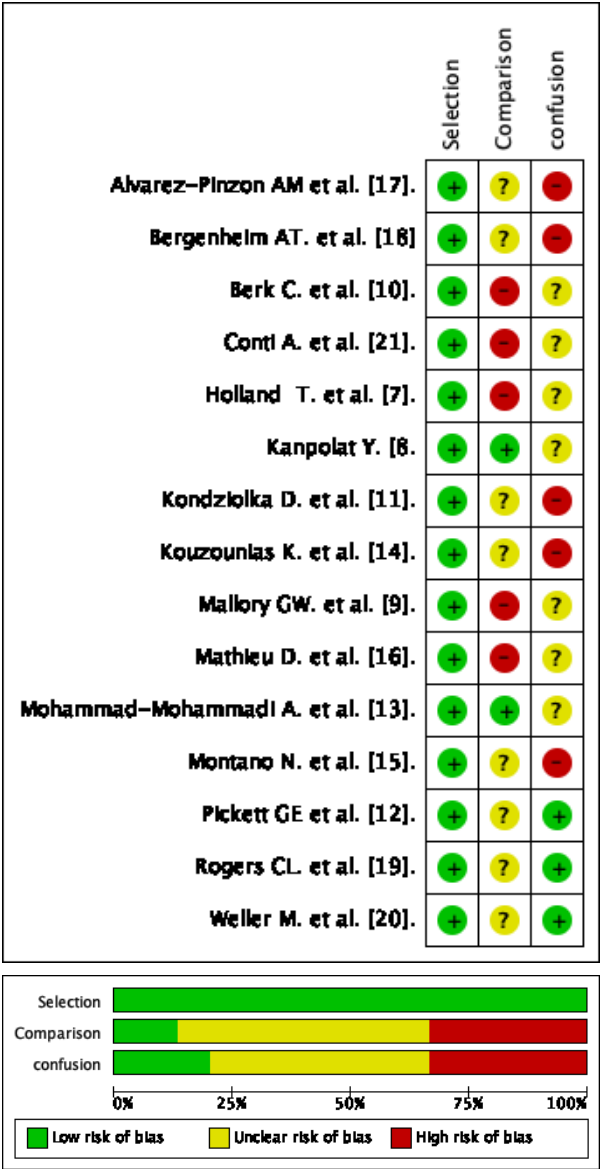 Selection Comparison confusion
Alvarez-Pinzon AM et al. [17]. + ? -
Bergenheim AT. et al. [18] + ? -
Berk C. et al. [10]. + - ?
Conti A. et al. [21]. + - ?
Holland T. et al. [7]. + - ?
Kanpolat Y. [8. + + ?
Kondziolka D. et al. [11]. + ? -
Kouzounias K. et al. [14]. + ? -
Mallory GW. et al. [9]. + - ?
Mathieu D. et al. [16]. + - ?
Mohammad-Mohammadi A. et al. [13]. + + ?
Montano N. et al. [15]. + ? -
Pickett GE et al. [12]. + ? +
Rogers CL. et al. [19]. + ? +
Weller M. et al. [20]. + ? +
Selection
Comparison
confusion
0% 25% 50% 75% 100%
Low risk of bias Unclear risk of bias High risk of bias